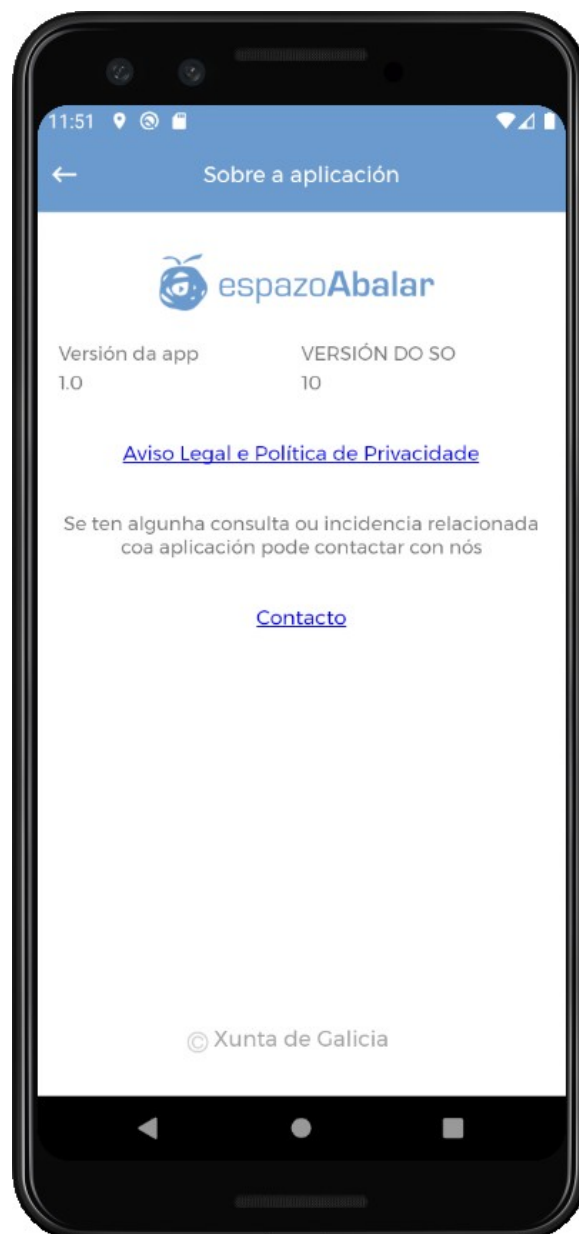 11:51
Sobre a aplicación
espazoAbalar
Versión da app
VERSIÓN DO SO
1.0
10
Aviso Legal e Política de Privacidade
Se ten algunha consulta ou incidencia relacionada
coa aplicación pode contactar con nós
Contacto
© Xunta de Galicia